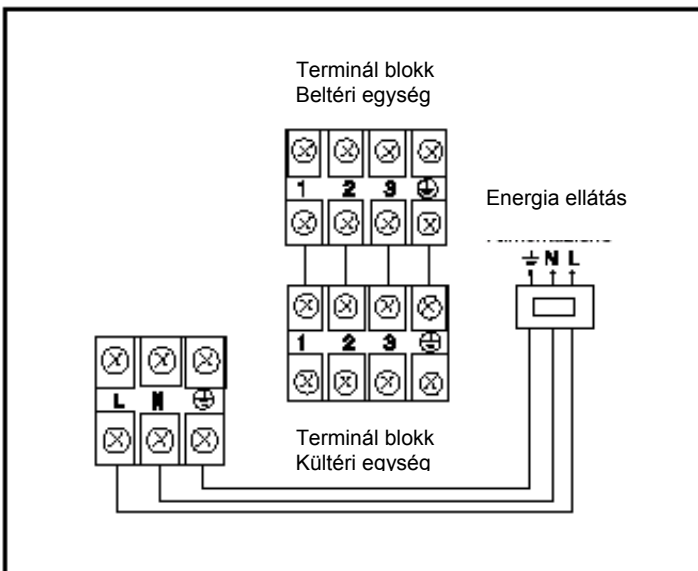 Terminál blokk
Beltéri egység
1 2 3
Energia ellátás
N L
1 2 3
L N
Terminál blokk
Kültéri egység